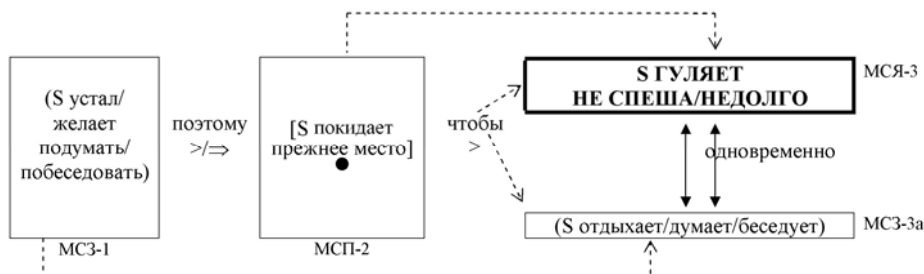 (S устал/
желает
подумать/
побеседовать)
МСЗ-1
поэтому
>/⇒
[S покидает
прежнее место]
МСП-2
чтобы
>
S ГУЛЯЕТ
НЕ СПЕША/НЕДОЛГО
МСЯ-3
одновременно
(S отдыхает/думает/беседует)
МСЗ-3а